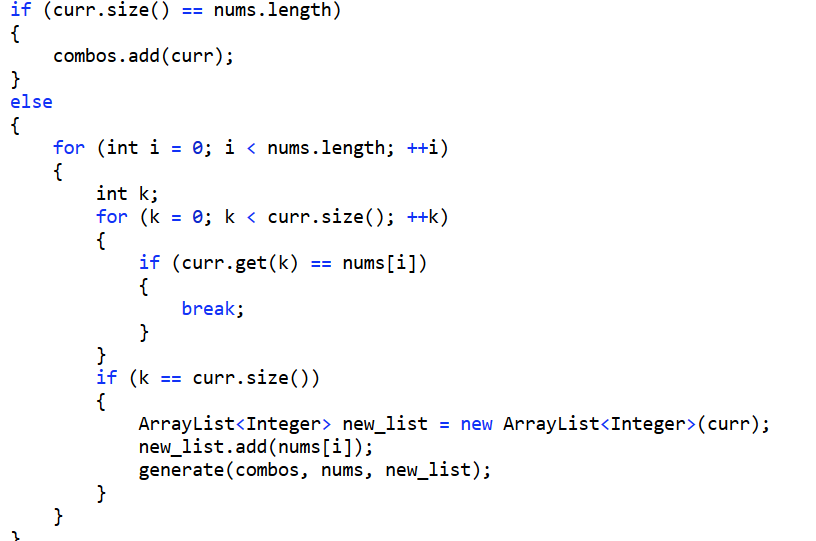 if (curr.size() == nums.length)
{
    combos.add(curr);
}
else
{
    for (int i = 0; i < nums.length; ++i)
    {
        int k;
        for (k = 0; k < curr.size(); ++k)
        {
            if (curr.get(k) == nums[i])
            {
                break;
            }
        }
        if (k == curr.size())
        {
            ArrayList<Integer> new_list = new ArrayList<Integer>(curr);
            new_list.add(nums[i]);
            generate(combos, nums, new_list);
        }
    }
}